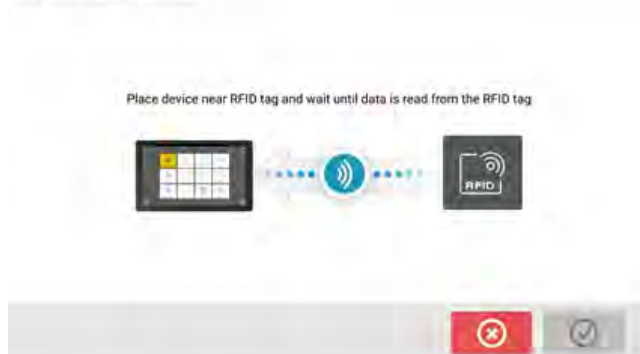 Place device near RFID tag and wait until data is read from the RFID tag
RFID